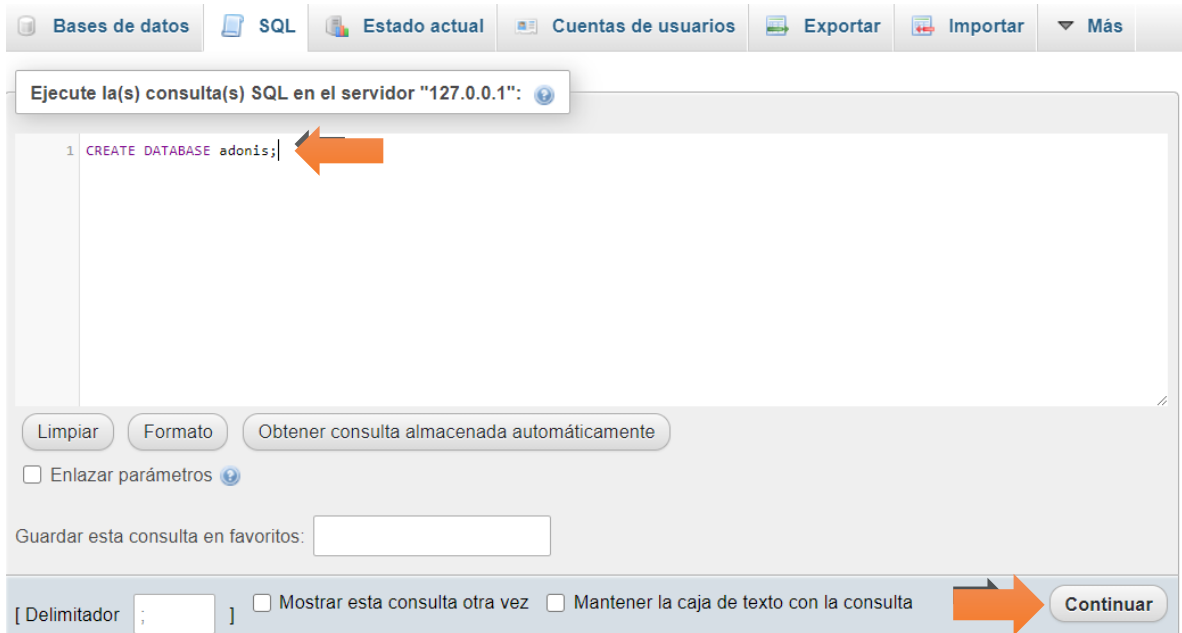 Bases de datos SQL Estado actual Cuentas de usuarios Exportar Importar Más
Ejecute la(s) consulta(s) SQL en el servidor "127.0.0.1":
1 CREATE DATABASE adonis;
Limpiar Formato Obtener consulta almacenada automáticamente
Enlazar parámetros
Guardar esta consulta en favoritos:
[ Delimitador ; ] Mostrar esta consulta otra vez Mantener la caja de texto con la consulta Continuar